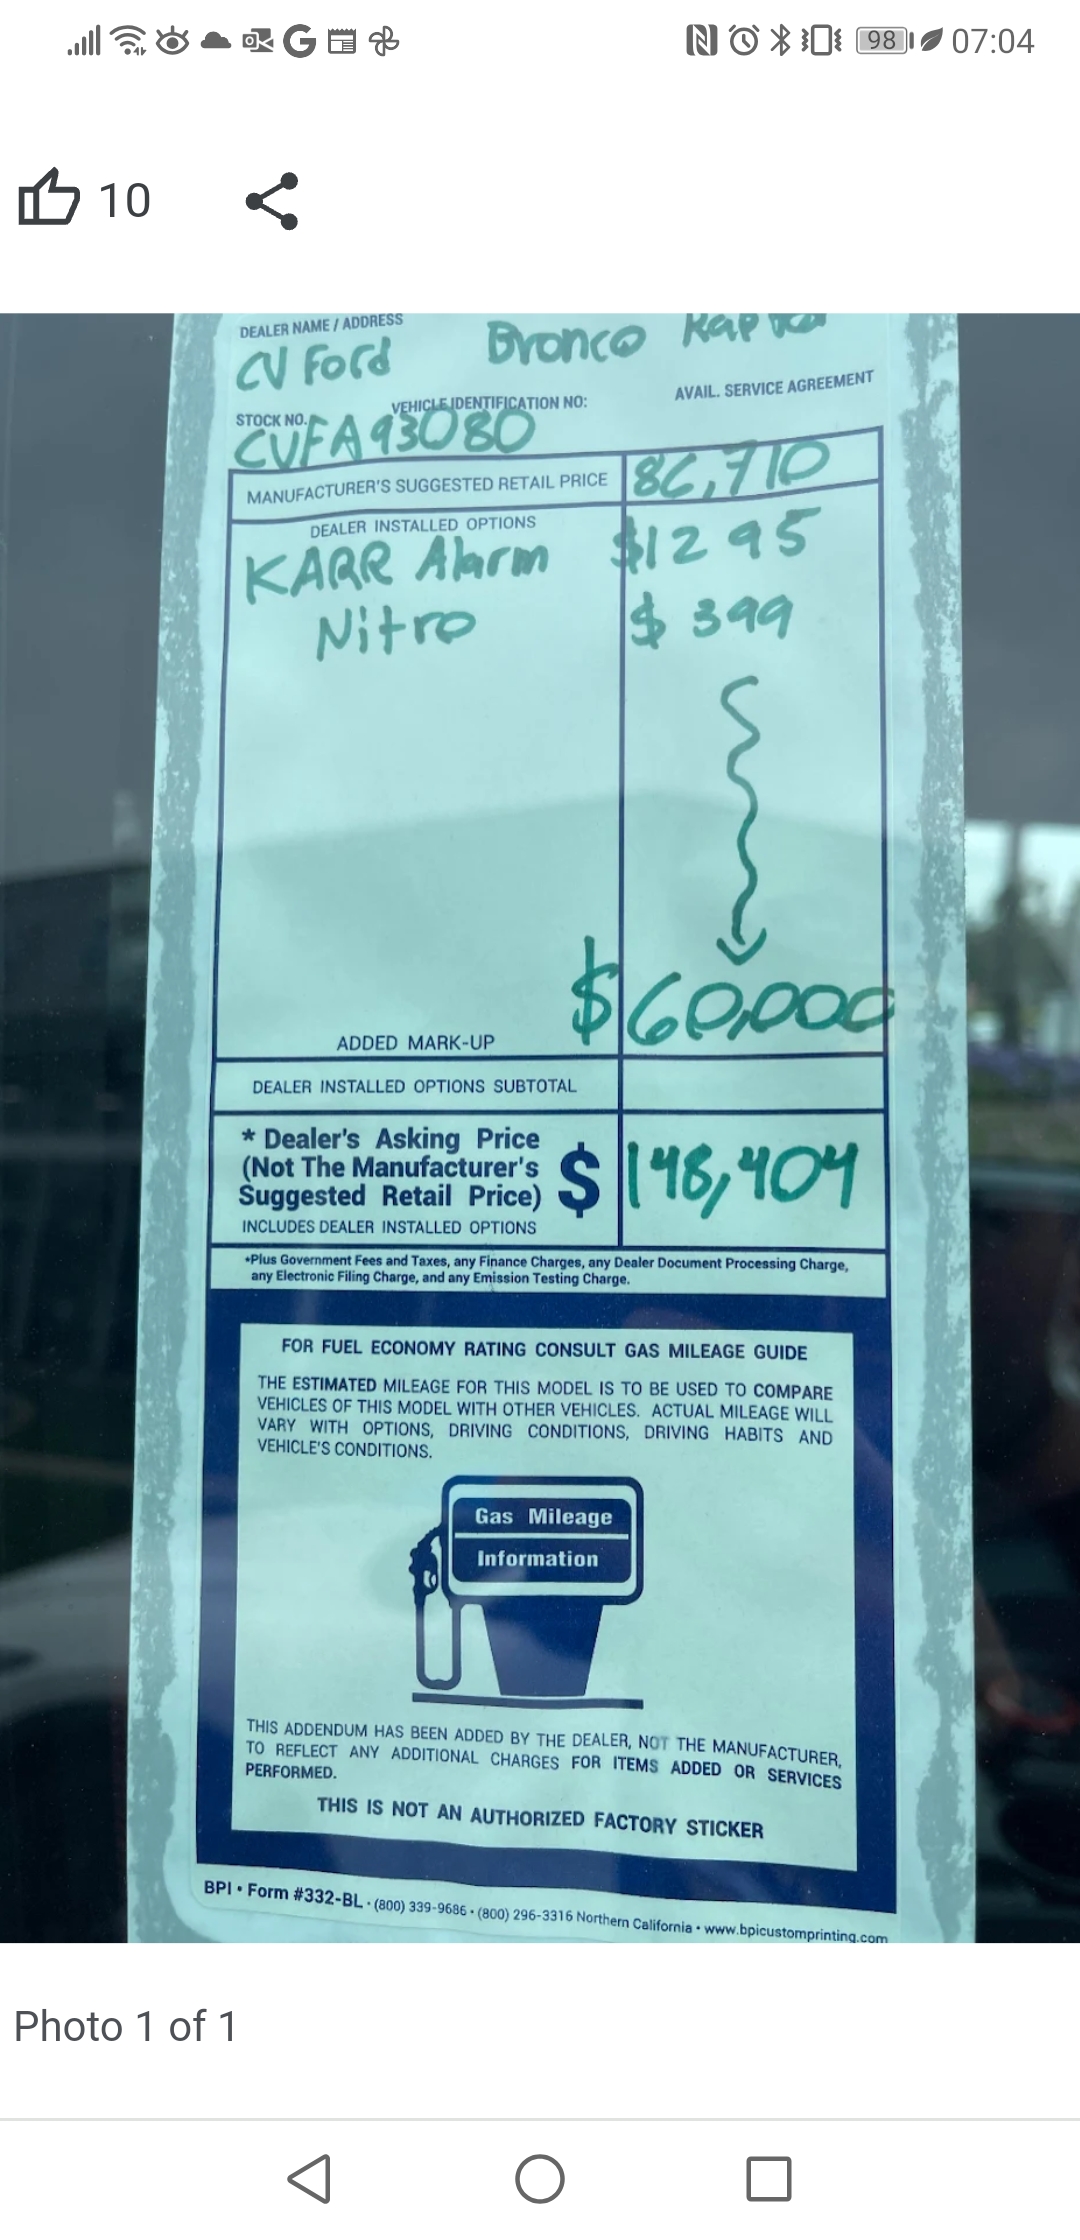 98 07:04
10
DEALER NAME / ADDRESS
CV Ford Bronco Raptor
STOCK NO. VEHICLE IDENTIFICATION NO: AVAIL. SERVICE AGREEMENT
CVFA93080
MANUFACTURER'S SUGGESTED RETAIL PRICE 86,710
DEALER INSTALLED OPTIONS
KARR Alarm $1295
Nitro $399
ADDED MARK-UP $60,000
DEALER INSTALLED OPTIONS SUBTOTAL
* Dealer's Asking Price
(Not The Manufacturer's
Suggested Retail Price) $ 148,404
INCLUDES DEALER INSTALLED OPTIONS
*Plus Government Fees and Taxes, any Finance Charges, any Dealer Document Processing Charge,
any Electronic Filing Charge, and any Emission Testing Charge.
FOR FUEL ECONOMY RATING CONSULT GAS MILEAGE GUIDE
THE ESTIMATED MILEAGE FOR THIS MODEL IS TO BE USED TO COMPARE
VEHICLES OF THIS MODEL WITH OTHER VEHICLES. ACTUAL MILEAGE WILL
VARY WITH OPTIONS, DRIVING CONDITIONS, DRIVING HABITS AND
VEHICLE'S CONDITIONS.
Gas Mileage
Information
THIS ADDENDUM HAS BEEN ADDED BY THE DEALER, NOT THE MANUFACTURER,
TO REFLECT ANY ADDITIONAL CHARGES FOR ITEMS ADDED OR SERVICES
PERFORMED.
THIS IS NOT AN AUTHORIZED FACTORY STICKER
BPI • Form #332-BL • (800) 339-9686 • (800) 296-3316 Northern California • www.bpicustomprinting.com
Photo 1 of 1